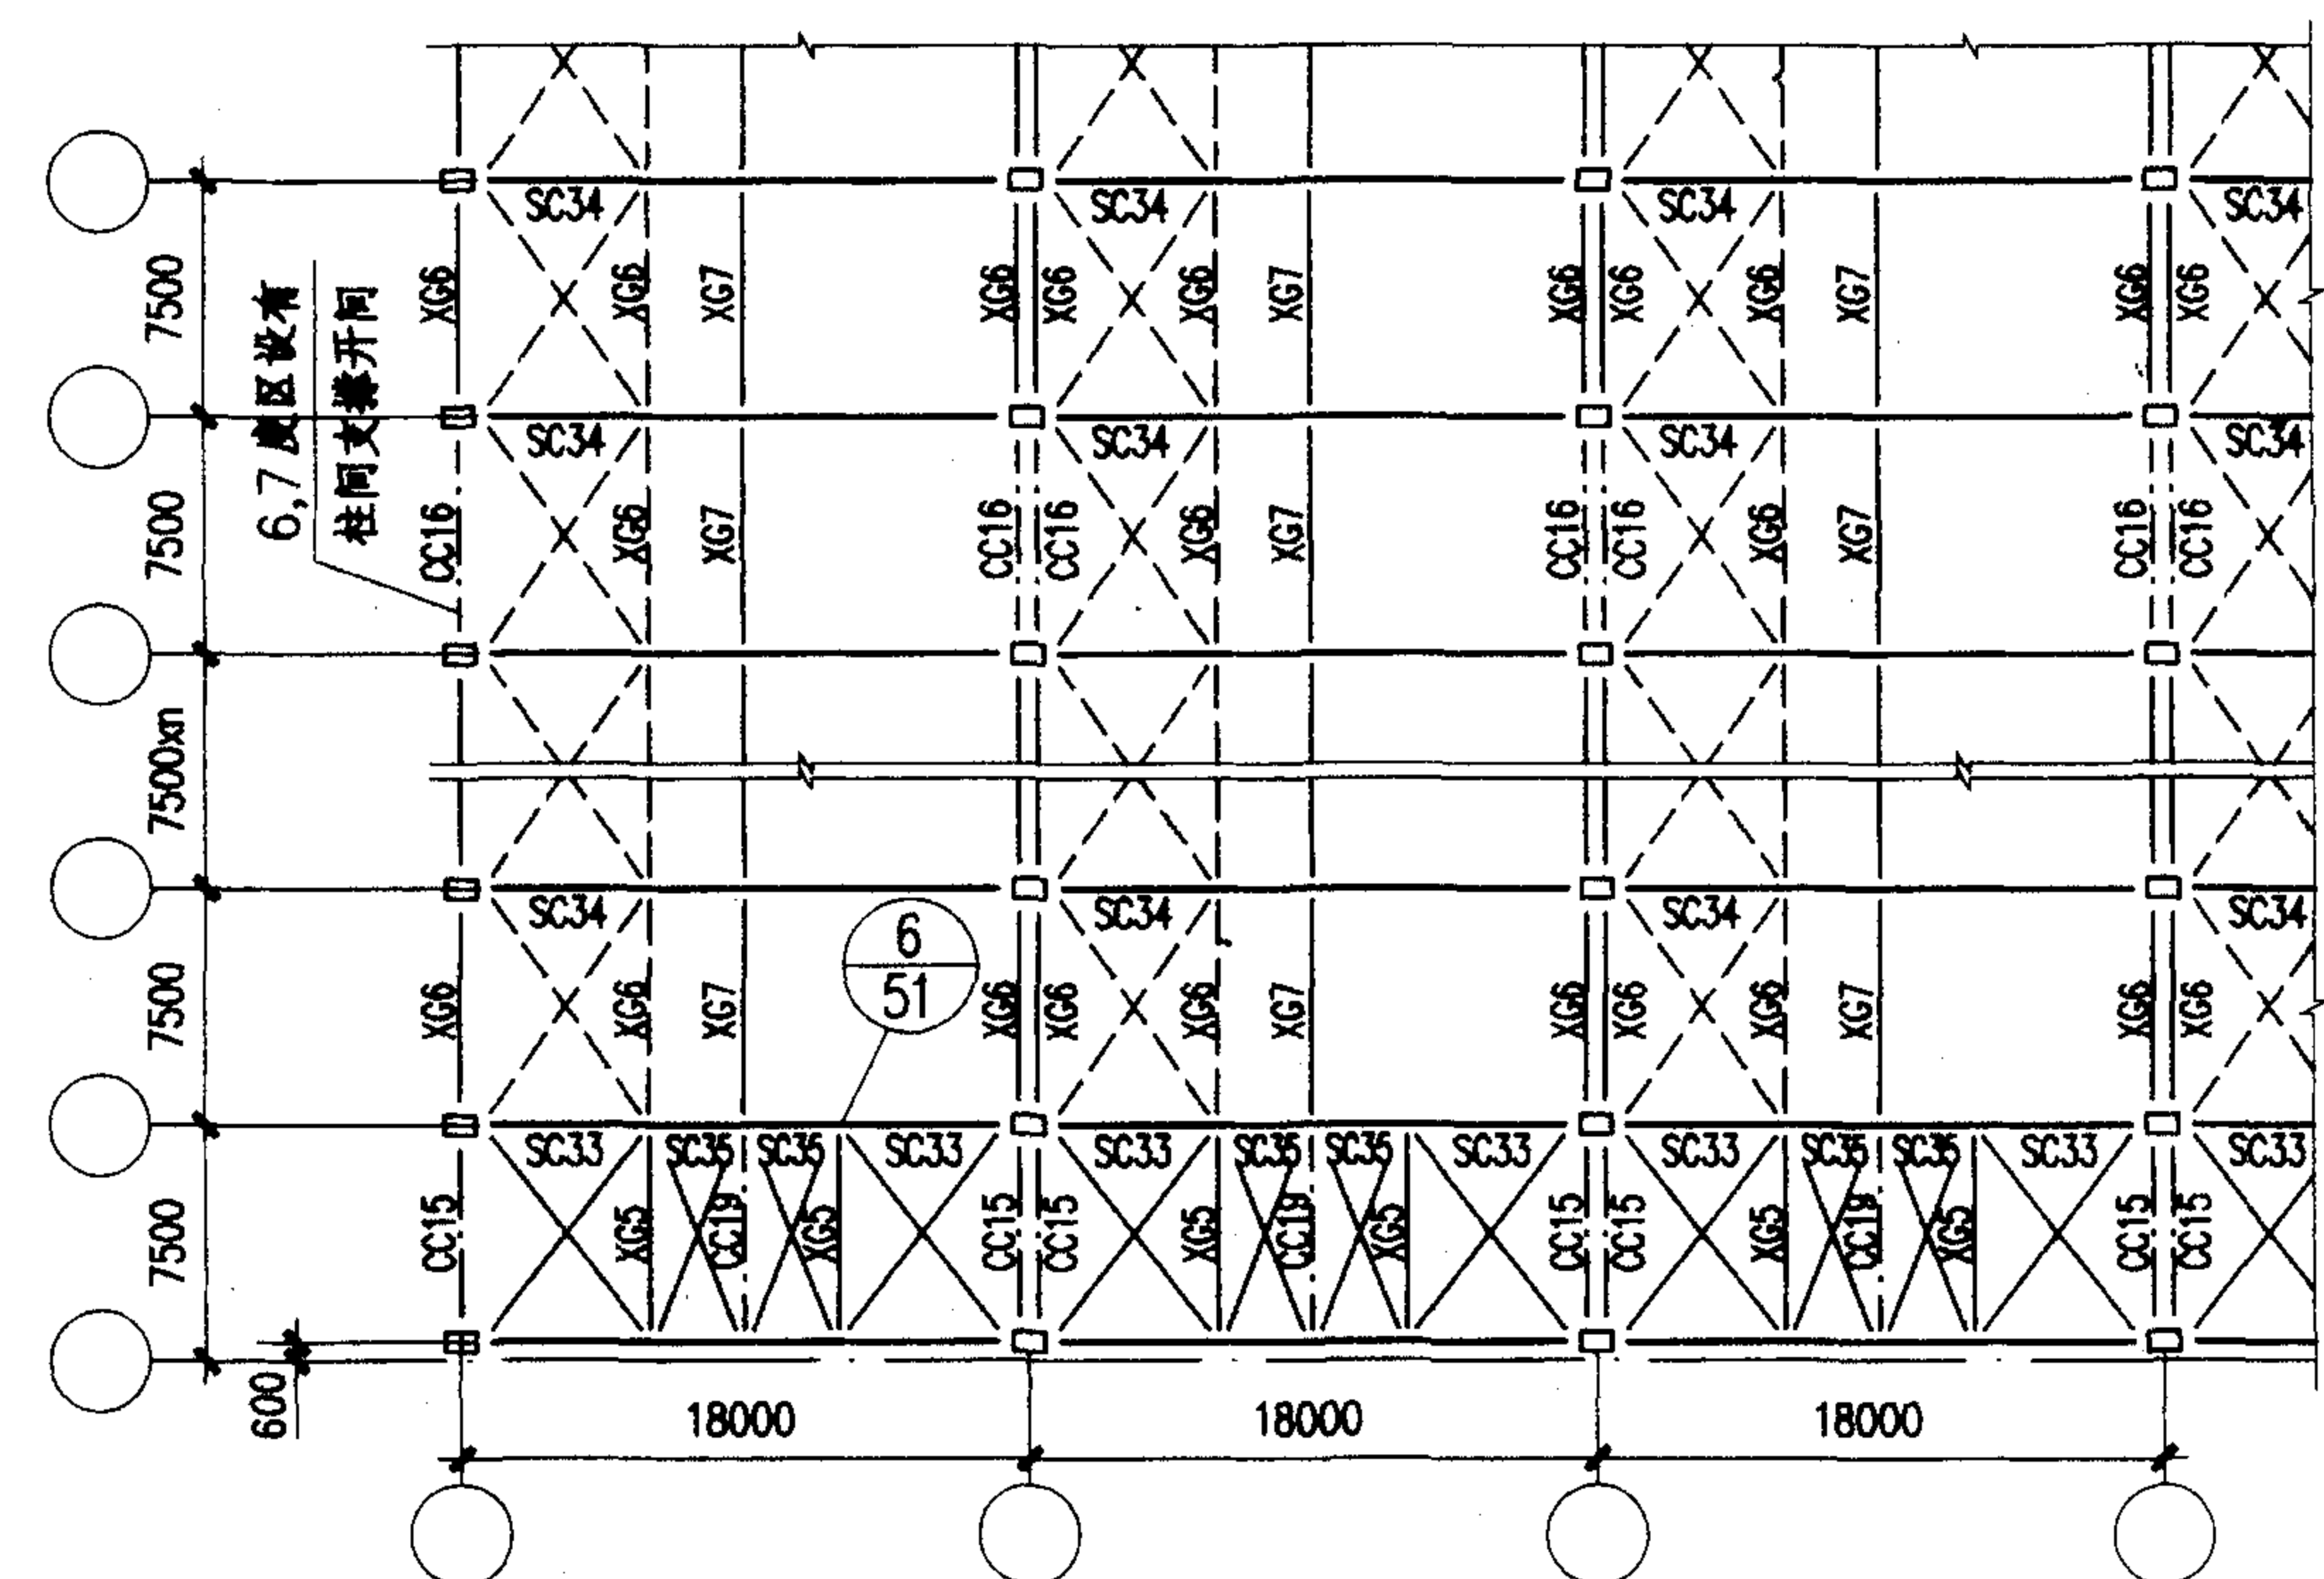 SC34 SC34 SC34 SC34
7500 XG6 XG6 XG7 XG6 XG6 XG6 XG7 XG6 XG6 XG6 XG7 XG6 XG6
6,7度区设有
柱间支撑开间
SC34 SC34 SC34 SC34
7500 CC16 XG6 XG7 CC16 CC16 XG6 XG7 CC16 CC16 XG6 XG7 CC16 CC16
7500xn
SC34 SC34 SC34 SC34
6
51
7500 XG6 XG6 XG7 XG6 XG6 XG6 XG7 XG6 XG6 XG6 XG7 XG6 XG6
SC33 SC35 SC35 SC33 SC33 SC35 SC35 SC33 SC33 SC35 SC35 SC33 SC33
7500 CC15 XG5 CC19 XG5 CC15 CC15 XG5 CC19 XG5 CC15 CC15 XG5 CC19 XG5 CC15 CC15
600
18000 18000 18000